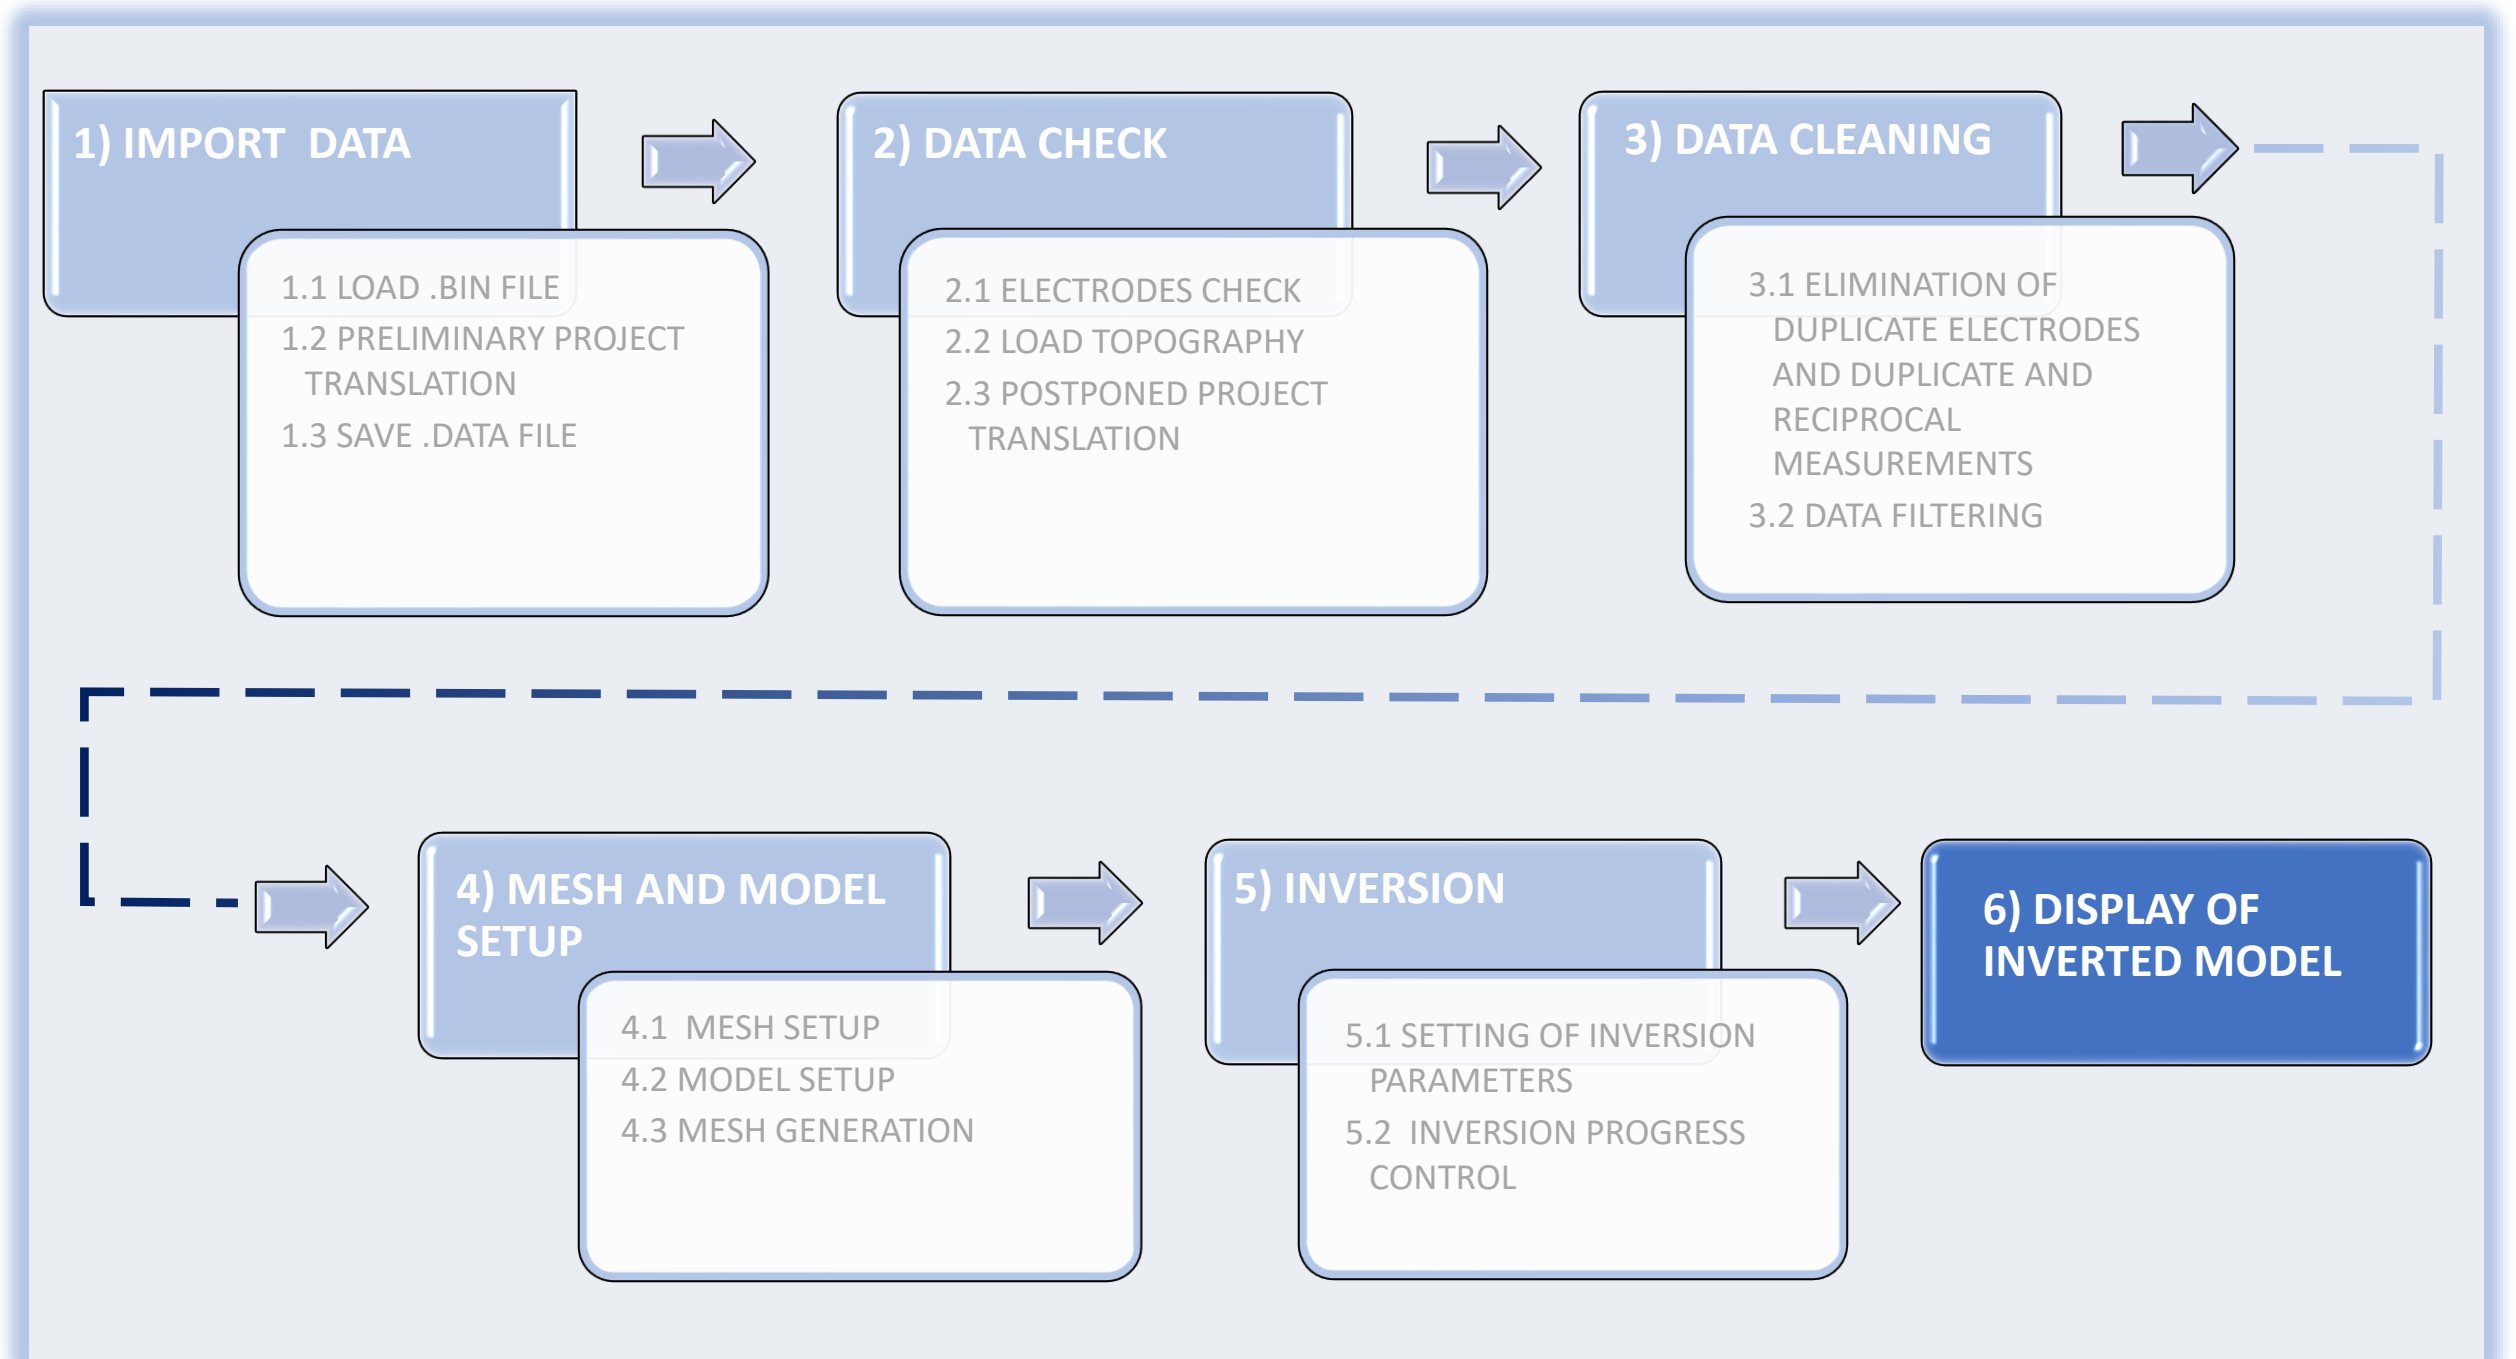 1) IMPORT  DATA
1.1 LOAD .BIN FILE
1.2 PRELIMINARY PROJECT
TRANSLATION
1.3 SAVE .DATA FILE
2) DATA CHECK
2.1 ELECTRODES CHECK
2.2 LOAD TOPOGRAPHY
2.3 POSTPONED PROJECT
TRANSLATION
3) DATA CLEANING
3.1 ELIMINATION OF
DUPLICATE ELECTRODES
AND DUPLICATE AND
RECIPROCAL
MEASUREMENTS
3.2 DATA FILTERING
4) MESH AND MODEL
SETUP
4.1  MESH SETUP
4.2 MODEL SETUP
4.3 MESH GENERATION
5) INVERSION
5.1 SETTING OF INVERSION
PARAMETERS
5.2  INVERSION PROGRESS
CONTROL
6) DISPLAY OF
INVERTED MODEL